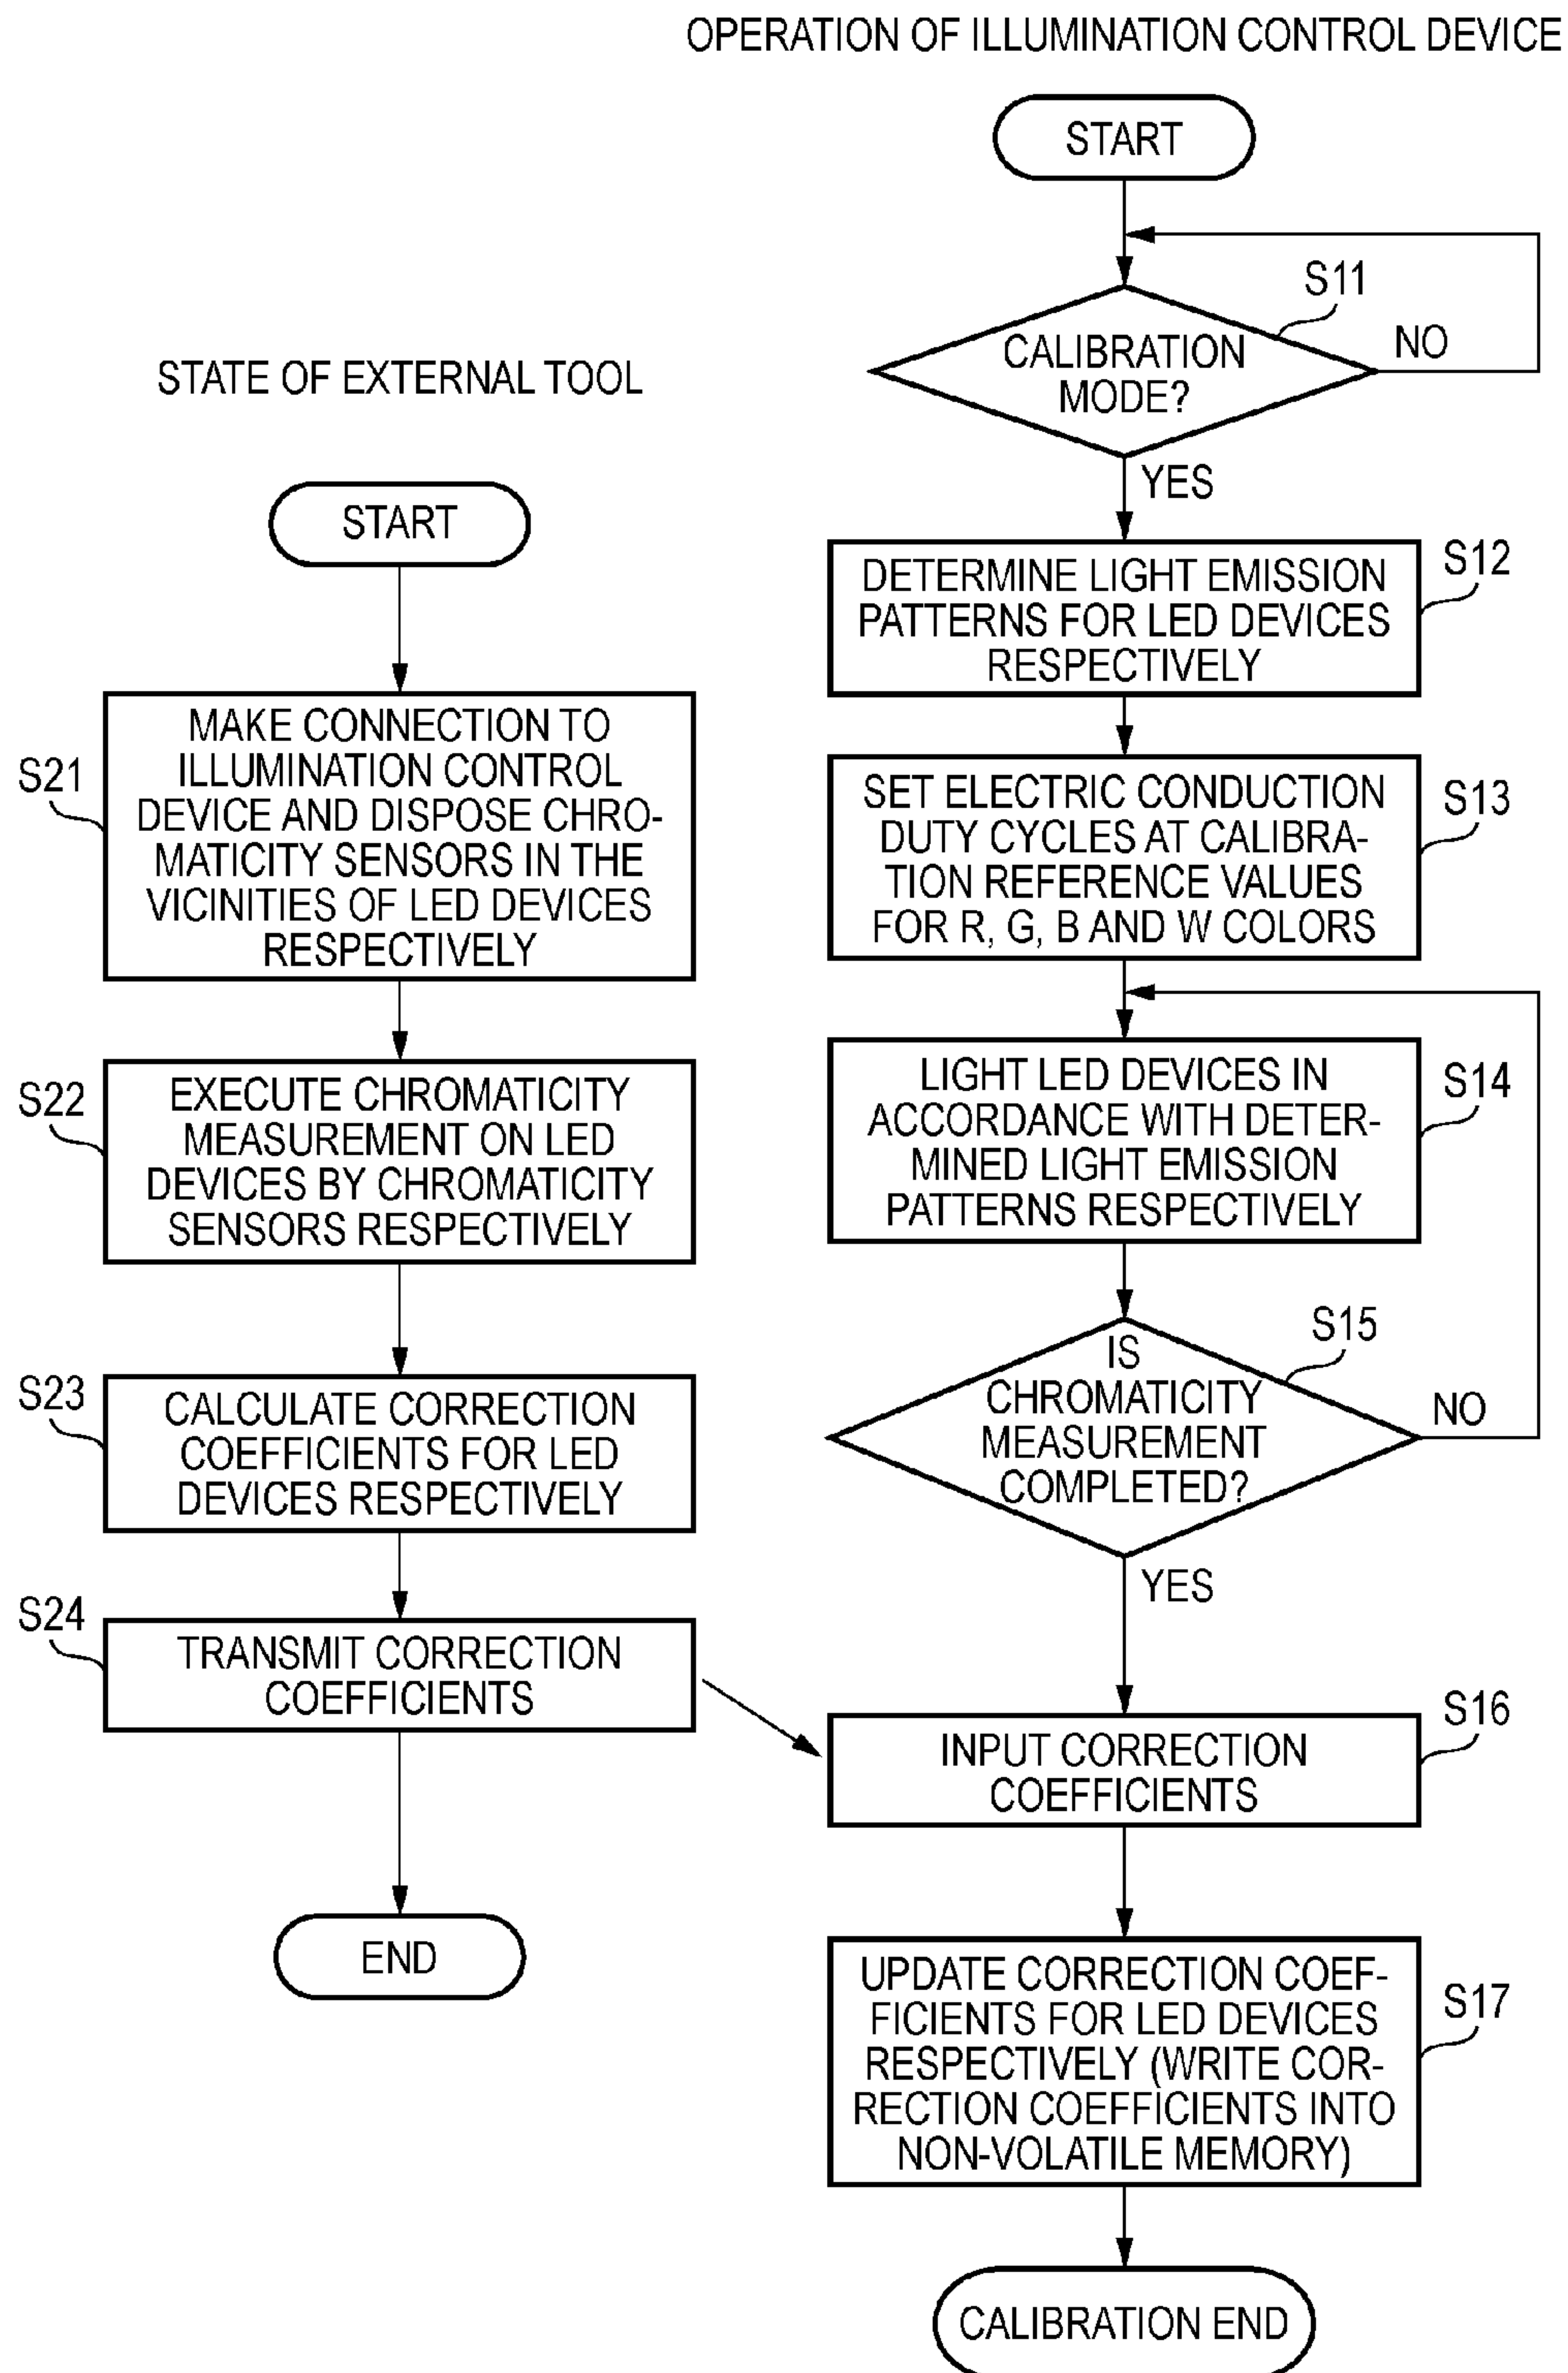 OPERATION OF ILLUMINATION CONTROL DEVICE
START
S11
CALIBRATION
MODE?
NO
YES
S12
DETERMINE LIGHT EMISSION
PATTERNS FOR LED DEVICES
RESPECTIVELY
S13
SET ELECTRIC CONDUCTION
DUTY CYCLES AT CALIBRA-
TION REFERENCE VALUES
FOR R, G, B AND W COLORS
S14
LIGHT LED DEVICES IN
ACCORDANCE WITH DETER-
MINED LIGHT EMISSION
PATTERNS RESPECTIVELY
S15
IS
CHROMATICITY
MEASUREMENT
COMPLETED?
NO
YES
S16
INPUT CORRECTION
COEFFICIENTS
S17
UPDATE CORRECTION COEF-
FICIENTS FOR LED DEVICES
RESPECTIVELY (WRITE COR-
RECTION COEFFICIENTS INTO
NON-VOLATILE MEMORY)
CALIBRATION END
STATE OF EXTERNAL TOOL
START
S21
MAKE CONNECTION TO
ILLUMINATION CONTROL
DEVICE AND DISPOSE CHRO-
MATICITY SENSORS IN THE
VICINITIES OF LED DEVICES
RESPECTIVELY
S22
EXECUTE CHROMATICITY
MEASUREMENT ON LED
DEVICES BY CHROMATICITY
SENSORS RESPECTIVELY
S23
CALCULATE CORRECTION
COEFFICIENTS FOR LED
DEVICES RESPECTIVELY
S24
TRANSMIT CORRECTION
COEFFICIENTS
END